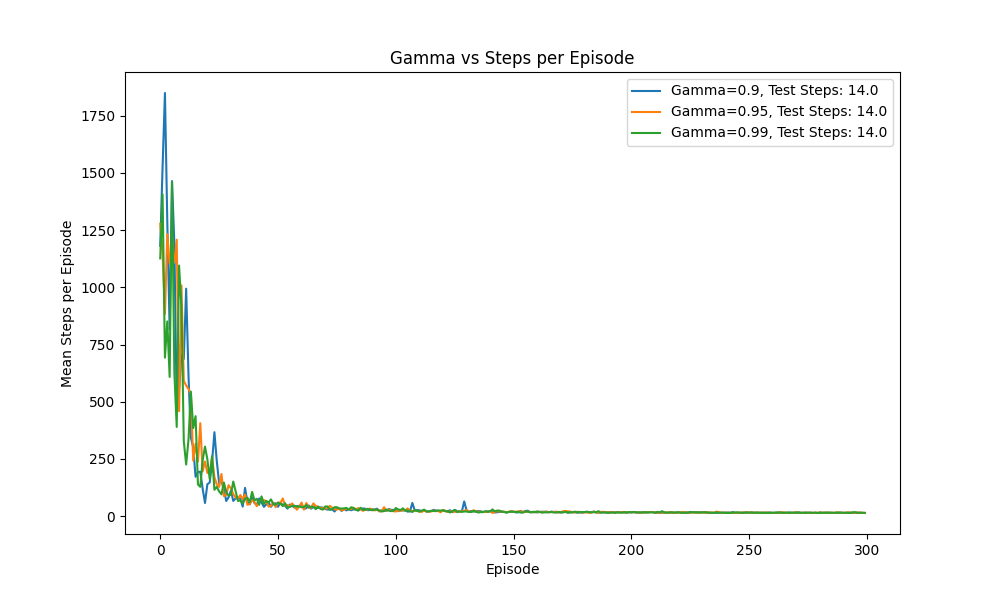 Gamma vs Steps per Episode
Gamma=0.9, Test Steps: 14.0
Gamma=0.95, Test Steps: 14.0
Gamma=0.99, Test Steps: 14.0
Mean Steps per Episode
1750
1500
1250
1000
750
500
250
0
0 50 100 150 200 250 300
Episode